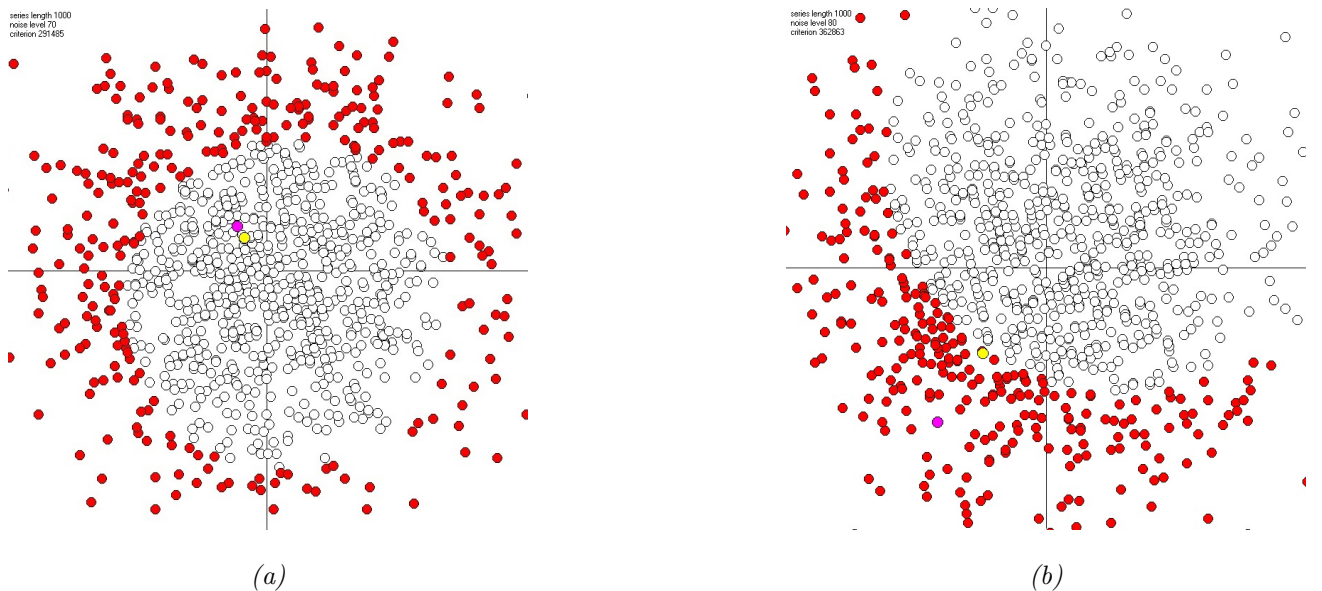 series length 1000
noise level 70
criterion 291485
series length 1000
noise level 80
criterion 362863
(a)
(b)